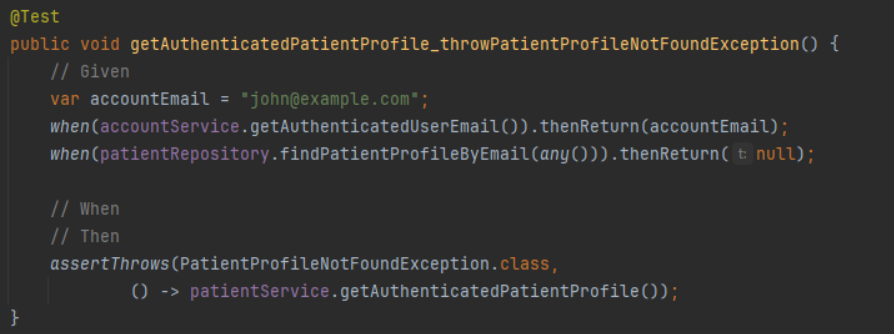 @Test
public void getAuthenticatedPatientProfile_throwPatientProfileNotFoundException() {
// Given
var accountEmail = "john@example.com";
when(accountService.getAuthenticatedUserEmail()).thenReturn(accountEmail);
when(patientRepository.findPatientProfileByEmail(any())).thenReturn( t: null);
// When
// Then
assertThrows(PatientProfileNotFoundException.class,
() -> patientService.getAuthenticatedPatientProfile());
}